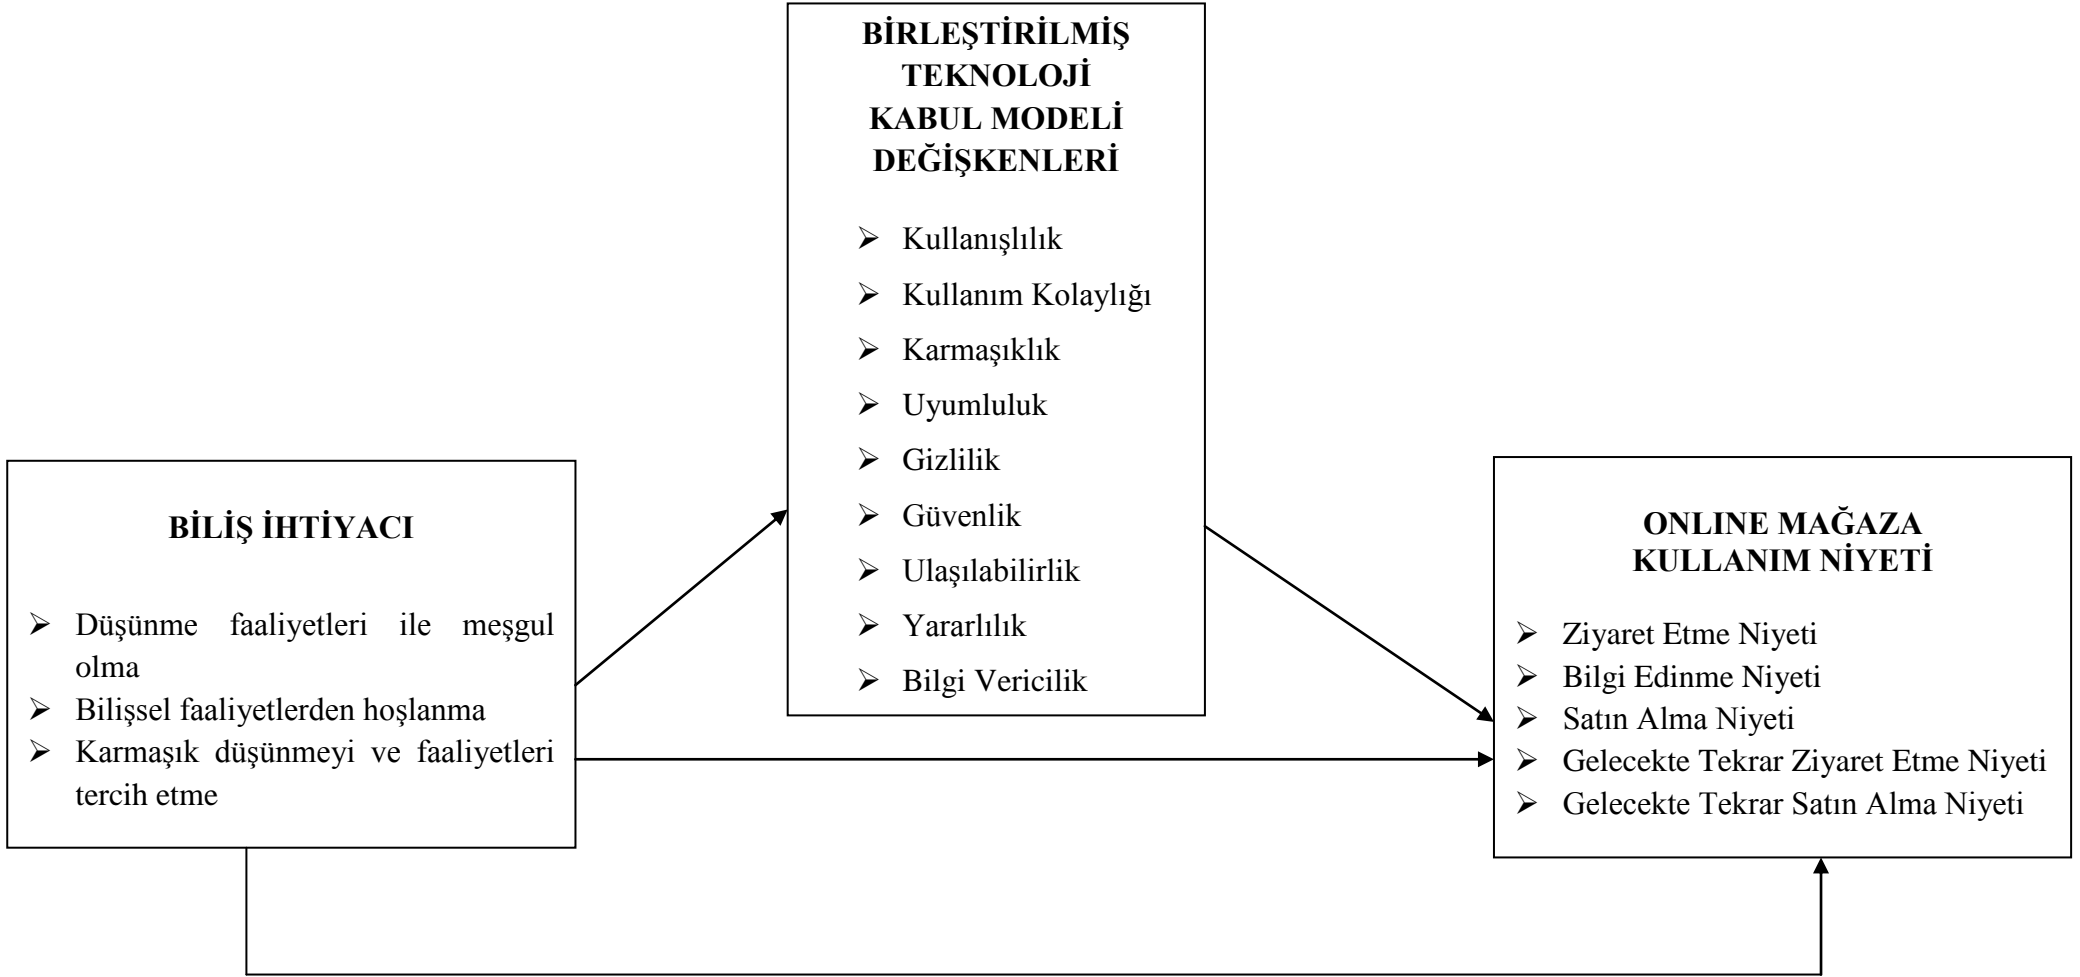 BİRLEŞTİRİLMİŞ
TEKNOLOJİ
KABUL MODELİ
DEĞİŞKENLERİ
➢ Kullanışlılık
➢ Kullanım Kolaylığı
➢ Karmaşıklık
➢ Uyumluluk
➢ Gizlilik
➢ Güvenlik
➢ Ulaşılabilirlik
➢ Yararlılık
➢ Bilgi Vericilik
BİLİŞ İHTİYACI
➢ Düşünme faaliyetleri ile meşgul
olma
➢ Bilişsel faaliyetlerden hoşlanma
➢ Karmaşık düşünmeyi ve faaliyetleri
tercih etme
ONLINE MAĞAZA
KULLANIM NİYETİ
➢ Ziyaret Etme Niyeti
➢ Bilgi Edinme Niyeti
➢ Satın Alma Niyeti
➢ Gelecekte Tekrar Ziyaret Etme Niyeti
➢ Gelecekte Tekrar Satın Alma Niyeti